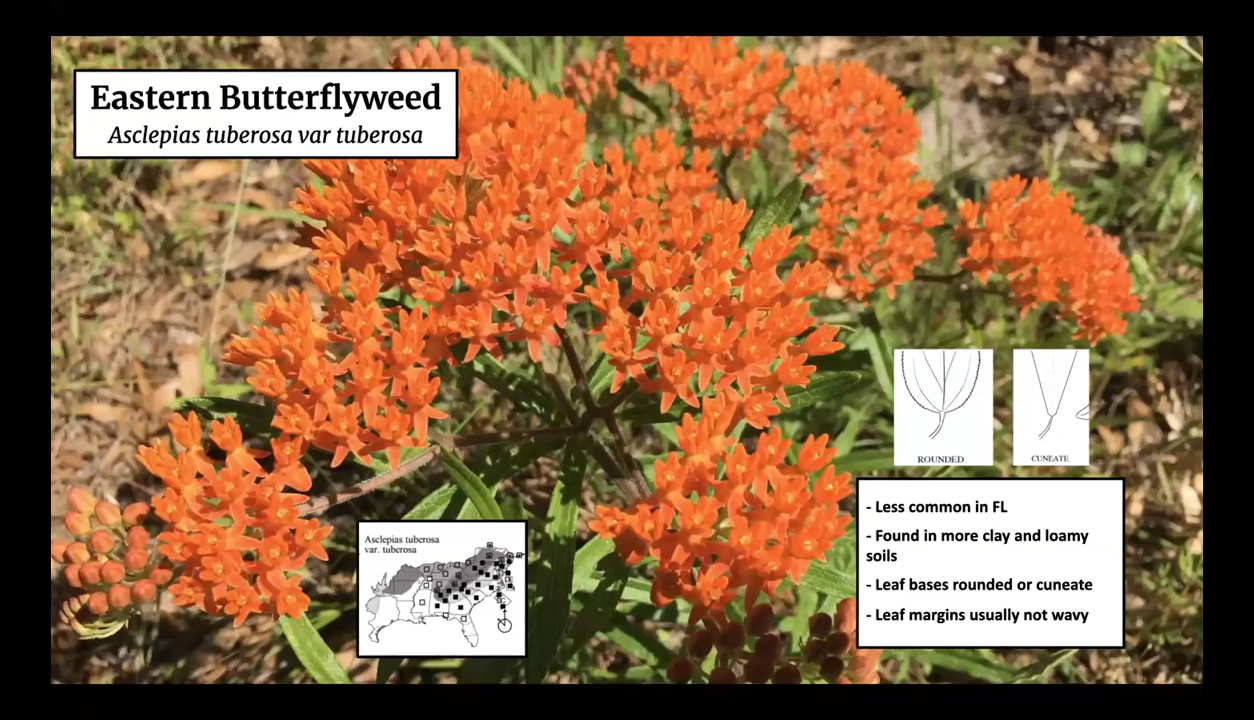 Eastern Butterflyweed
Asclepias tuberosa var tuberosa
ROUNDED
CUNEATE
Asclepias tuberosa
var. tuberosa
- Less common in FL
- Found in more clay and loamy
soils
- Leaf bases rounded or cuneate
- Leaf margins usually not wavy